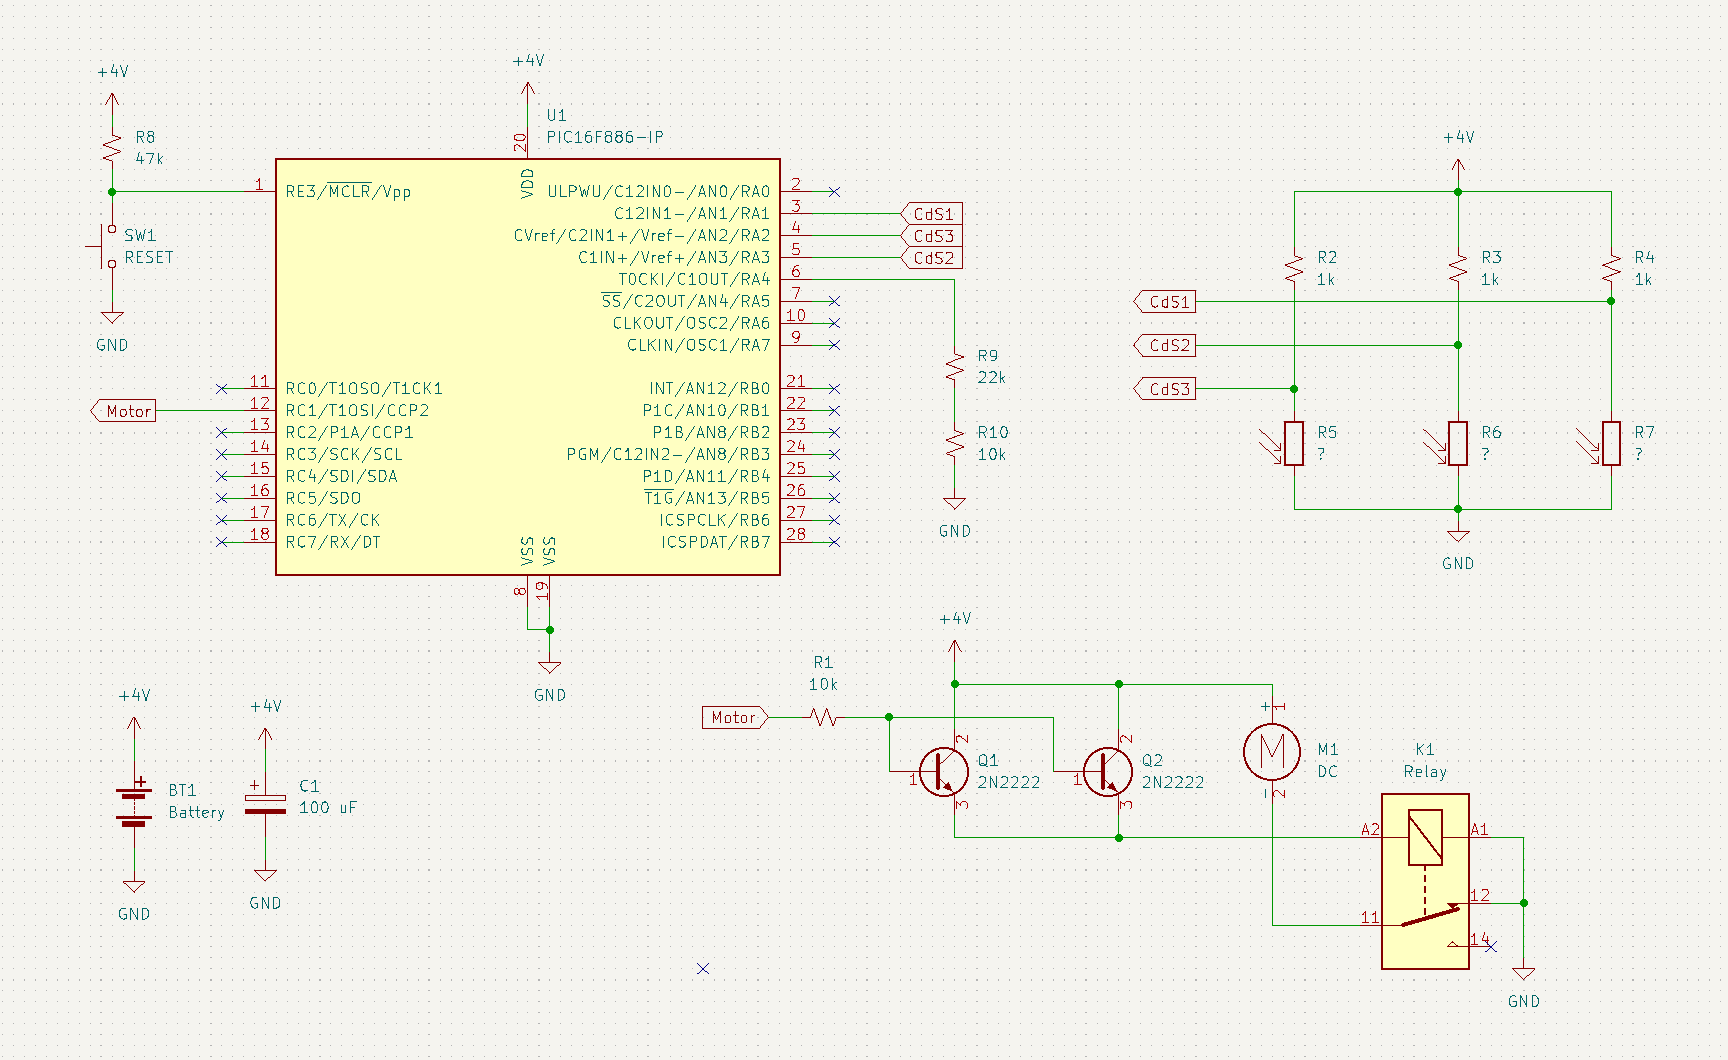 +4V
R8
47k
SW1
RESET
GND
+4V
U1
PIC16F886-IP
20
VDD
1
RE3/MCLR/Vpp
11
RC0/T1OSO/T1CK1
Motor
12
RC1/T1OSI/CCP2
13
RC2/P1A/CCP1
14
RC3/SCK/SCL
15
RC4/SDI/SDA
16
RC5/SDO
17
RC6/TX/CK
18
RC7/RX/DT
ULPWU/C12IN0-/AN0/RA0
2
C12IN1-/AN1/RA1
3
CdS1
CVref/C2IN1+/Vref-/AN2/RA2
4
CdS3
C1IN+/Vref+/AN3/RA3
5
CdS2
T0CKI/C1OUT/RA4
6
SS/C2OUT/AN4/RA5
7
CLKOUT/OSC2/RA6
10
CLKIN/OSC1/RA7
9
INT/AN12/RB0
21
P1C/AN10/RB1
22
P1B/AN8/RB2
23
PGM/C12IN2-/AN8/RB3
24
P1D/AN11/RB4
25
T1G/AN13/RB5
26
ICSPCLK/RB6
27
ICSPDAT/RB7
28
VSS
VSS
8
19
GND
R9
22k
R10
10k
GND
+4V
R2
1k
R3
1k
R4
1k
CdS1
CdS2
CdS3
R5
?
R6
?
R7
?
GND
+4V
BT1
Battery
GND
+4V
+
C1
100 uF
GND
+4V
R1
10k
Motor
Q1
2N2222
1
2
3
Q2
2N2222
1
2
3
+
1
M
M1
DC
-
2
K1
Relay
A2
A1
12
11
14
GND